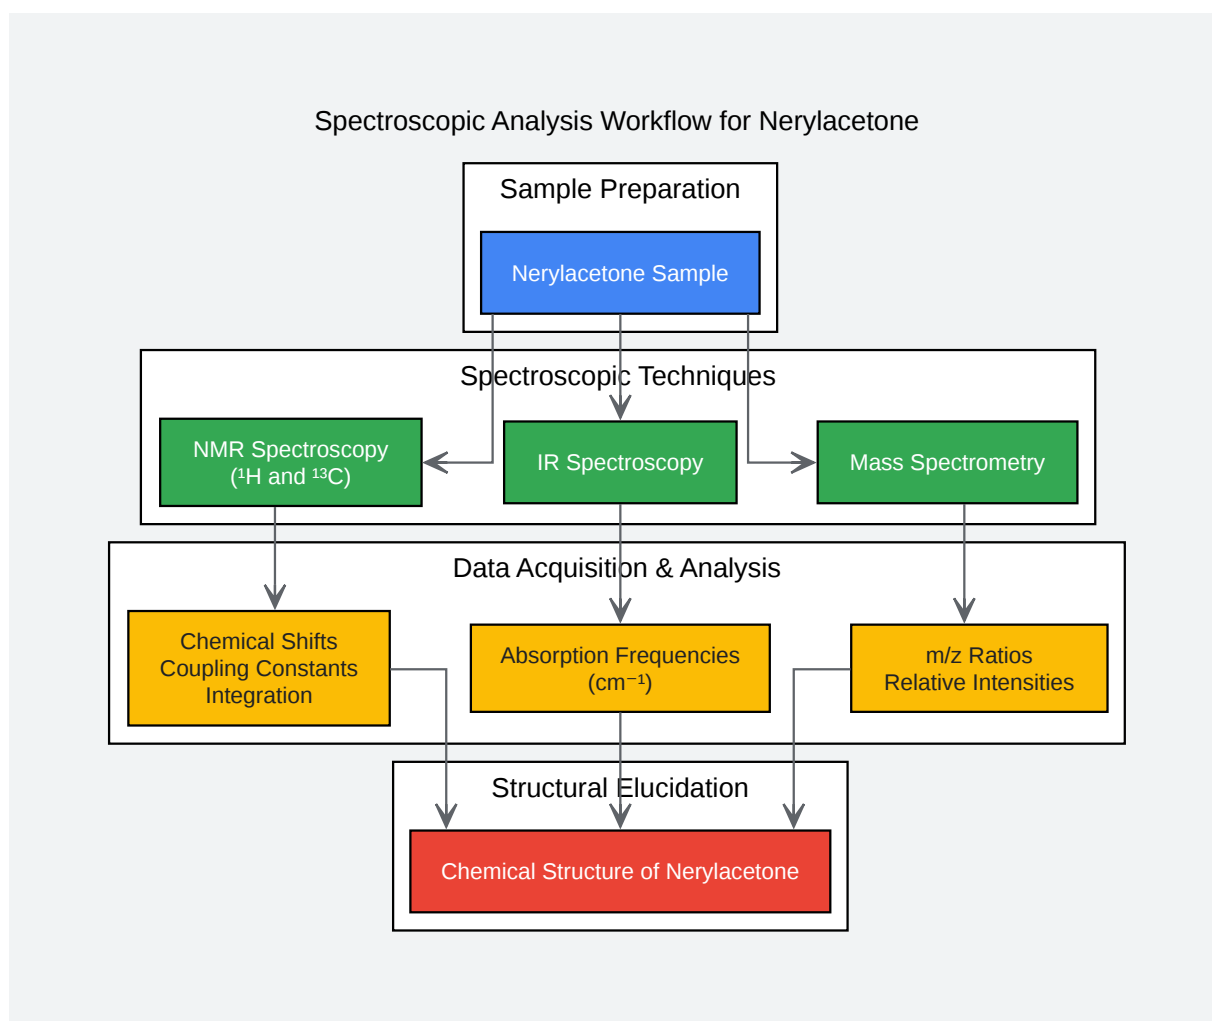 Spectroscopic Analysis Workflow for Nerylacetone
Sample Preparation
Nerylacetone Sample
Spectroscopic Techniques
NMR Spectroscopy
(¹H and ¹³C)
IR Spectroscopy
Mass Spectrometry
Data Acquisition & Analysis
Chemical Shifts
Coupling Constants
Integration
Absorption Frequencies
(cm⁻¹)
m/z Ratios
Relative Intensities
Structural Elucidation
Chemical Structure of Nerylacetone